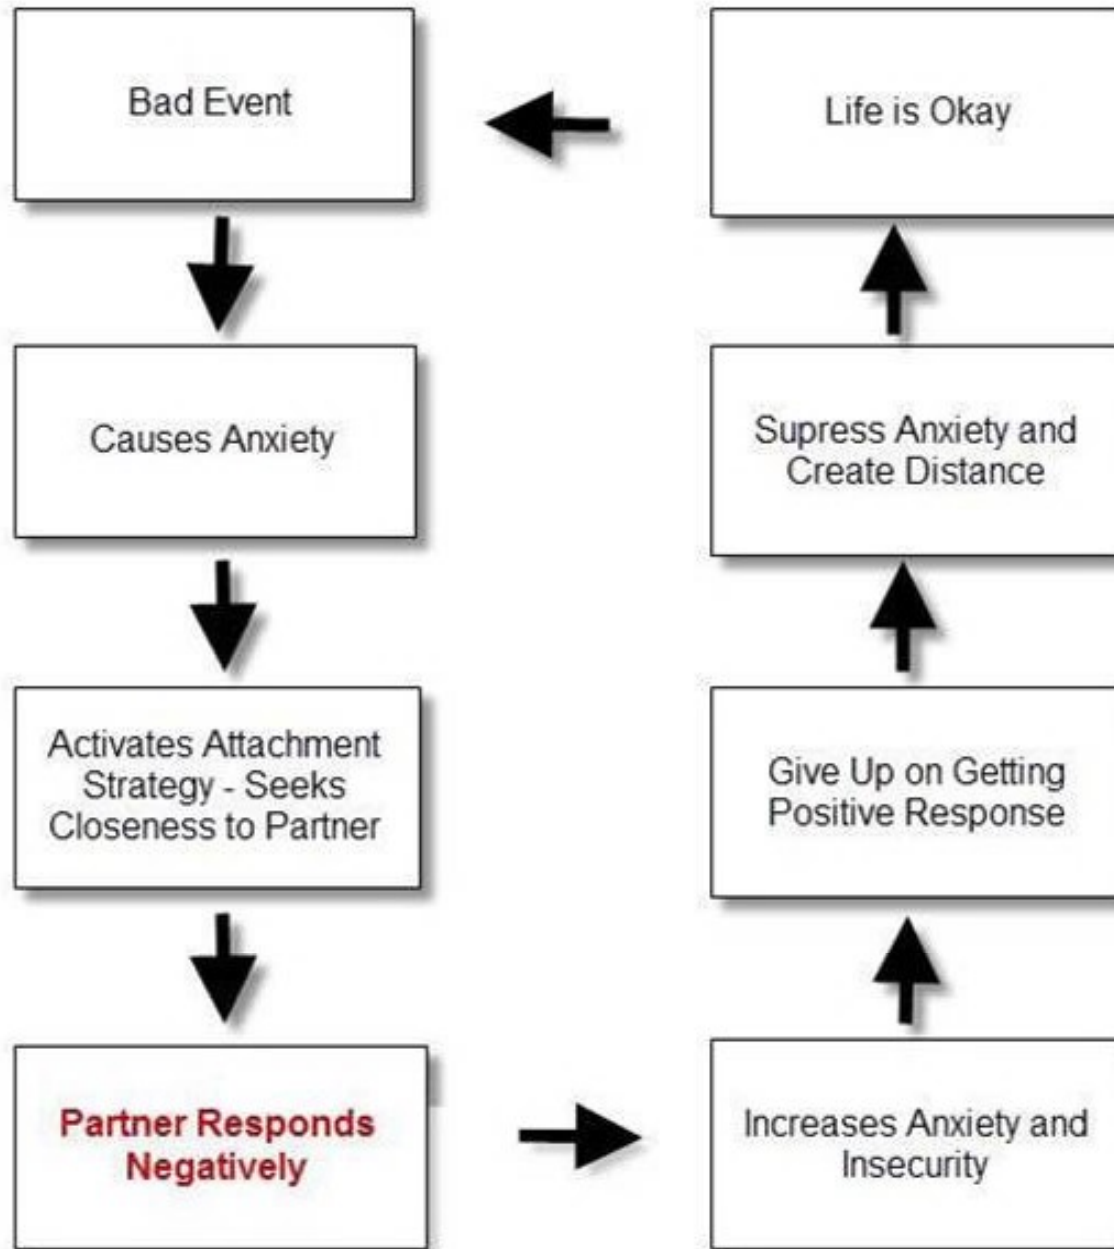 Bad Event
Life is Okay
Causes Anxiety
Supress Anxiety and
Create Distance
Activates Attachment
Strategy - Seeks
Closeness to Partner
Give Up on Getting
Positive Response
Partner Responds
Negatively
Increases Anxiety and
Insecurity